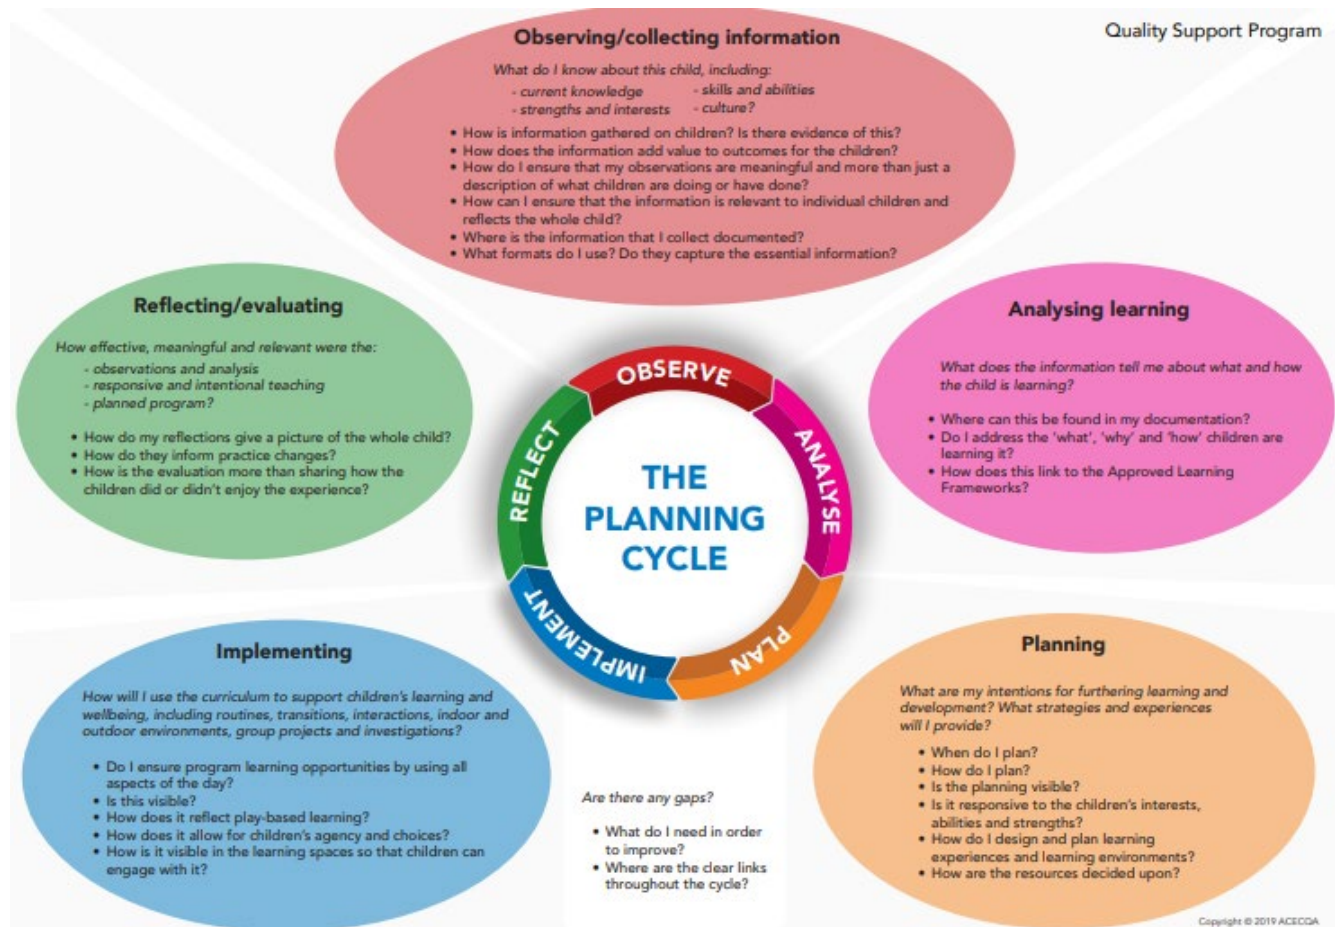 Quality Support Program
Observing/collecting information
What do I know about this child, including:
- current knowledge
- skills and abilities
- strengths and interests
- culture?
• How is information gathered on children? Is there evidence of this?
• How does the information add value to outcomes for the children?
• How do I ensure that my observations are meaningful and more than just a
description of what children are doing or have done?
• How can I ensure that the information is relevant to individual children and
reflects the whole child?
• Where is the information that I collect documented?
• What formats do I use? Do they capture the essential information?
Reflecting/evaluating
How effective, meaningful and relevant were the:
- observations and analysis
- responsive and intentional teaching
- planned program?
• How do my reflections give a picture of the whole child?
• How do they inform practice changes?
• How is the evaluation more than sharing how the
children did or didn't enjoy the experience?
Analysing learning
What does the information tell me about what and how
the child is learning?
• Where can this be found in my documentation?
• Do I address the 'what', 'why' and 'how' children are
learning it?
• How does this link to the Approved Learning
Frameworks?
OBSERVE
ANALYSE
PLAN
IMPLEMENT
REFLECT
THE
PLANNING
CYCLE
Implementing
How will I use the curriculum to support children's learning and
wellbeing, including routines, transitions, interactions, indoor and
outdoor environments, group projects and investigations?
• Do I ensure program learning opportunities by using all
aspects of the day?
• Is this visible?
• How does it reflect play-based learning?
• How does it allow for children's agency and choices?
• How is it visible in the learning spaces so that children can
engage with it?
Are there any gaps?
• What do I need in order
to improve?
• Where are the clear links
throughout the cycle?
Planning
What are my intentions for furthering learning and
development? What strategies and experiences
will I provide?
• When do I plan?
• How do I plan?
• Is the planning visible?
• Is it responsive to the children's interests,
abilities and strengths?
• How do I design and plan learning
experiences and learning environments?
• How are the resources decided upon?
Copyright © 2019 ACECQA